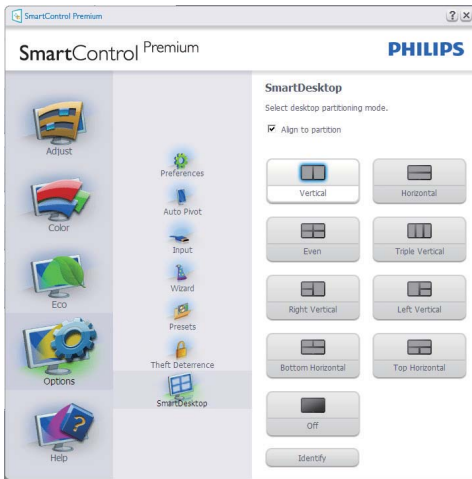 SmartControl Premium
SmartControl Premium
PHILIPS
Adjust
Color
Eco
Options
Help
Preferences
Auto Pivot
Input
Wizard
Presets
Theft Deterrence
SmartDesktop
SmartDesktop
Select desktop partitioning mode.
Align to partition
Vertical
Horizontal
Even
Triple Vertical
Right Vertical
Left Vertical
Bottom Horizontal
Top Horizontal
Off
Identify